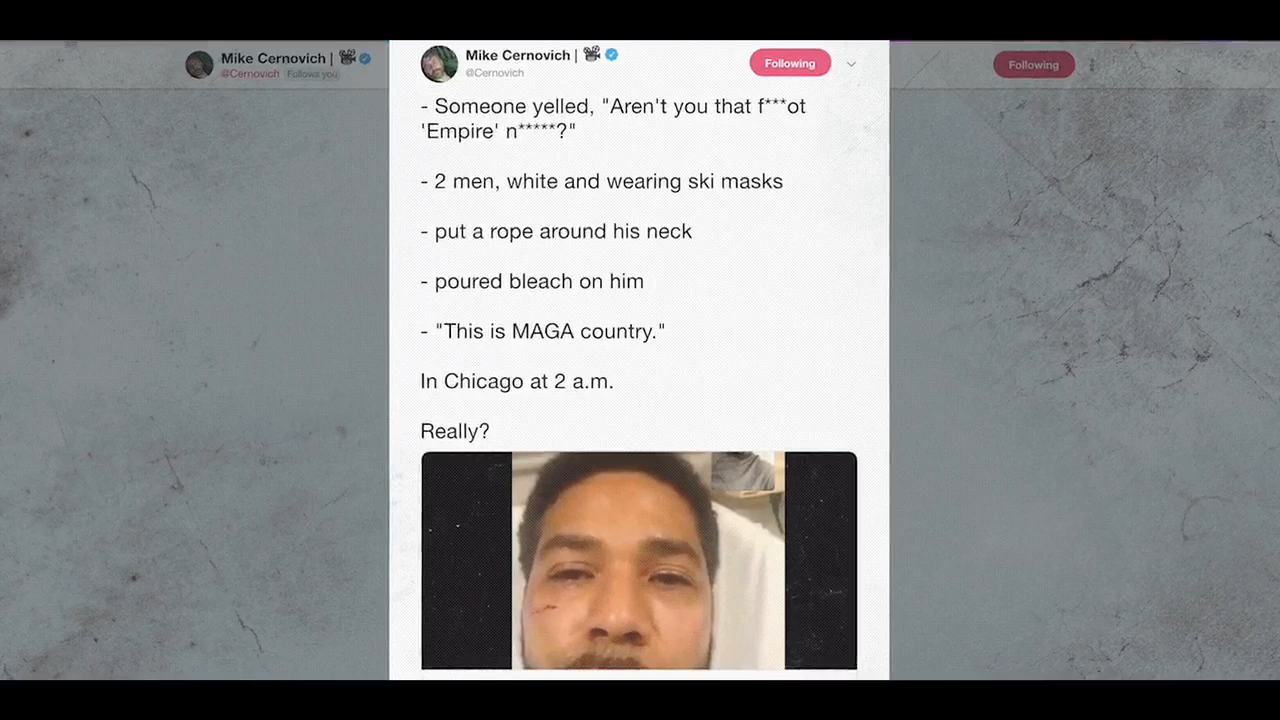 Mike Cernovich |
@Cernovich Follows you
Following
Mike Cernovich |
@Cernovich
Following
- Someone yelled, "Aren't you that f***ot
'Empire' n*****?"
- 2 men, white and wearing ski masks
- put a rope around his neck
- poured bleach on him
- "This is MAGA country."
In Chicago at 2 a.m.
Really?